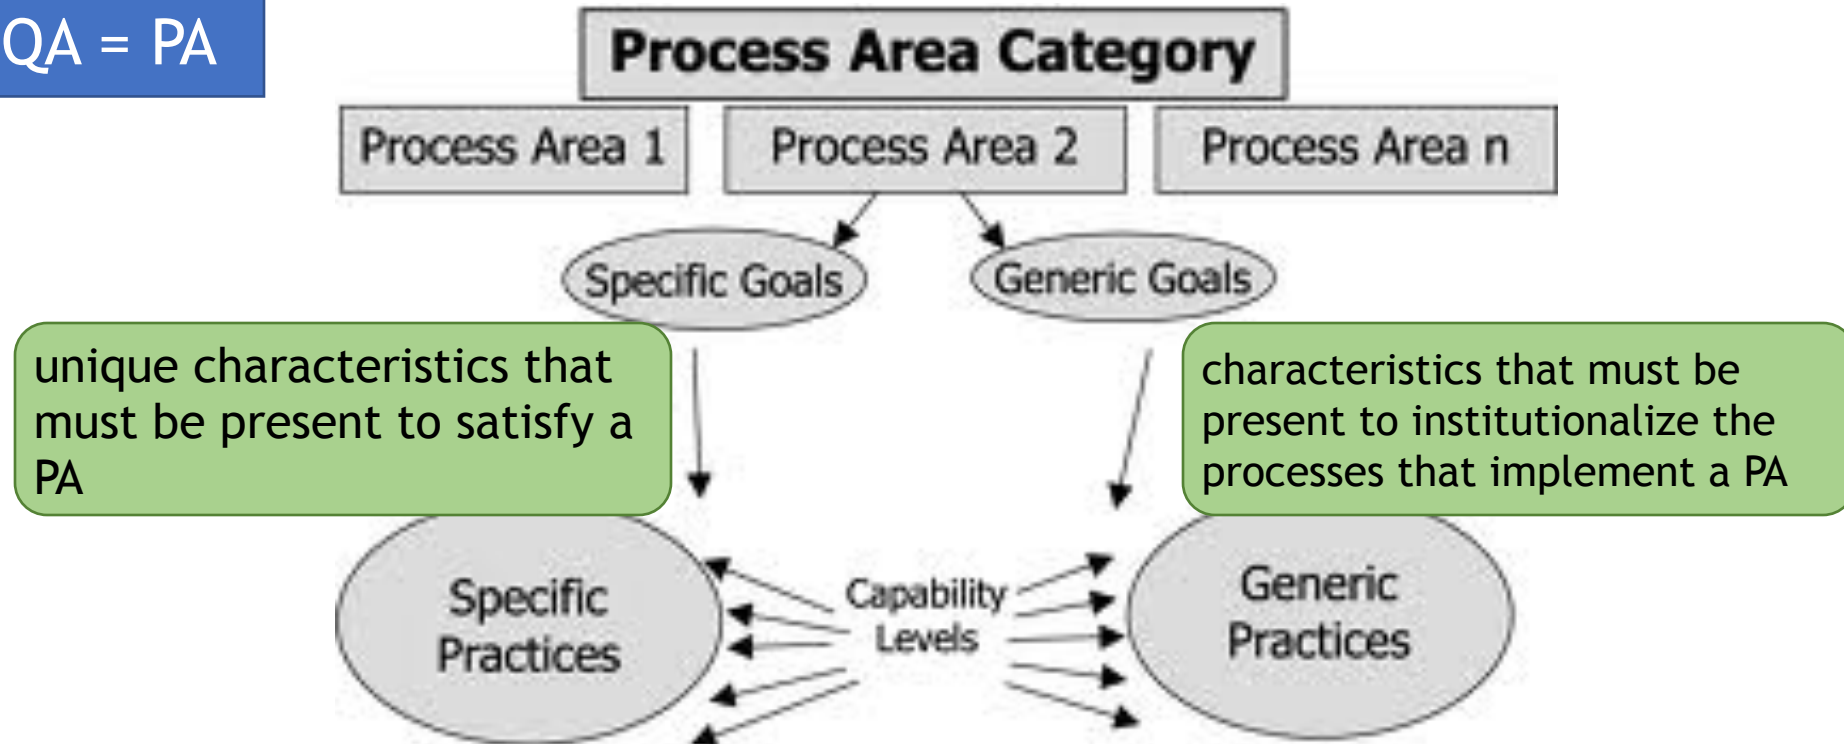 QA = PA
Process Area Category
Process Area 1
Process Area 2
Process Area n
Specific Goals
Generic Goals
unique characteristics that
must be present to satisfy a
PA
characteristics that must be
present to institutionalize the
processes that implement a PA
Specific
Practices
Capability
Levels
Generic
Practices